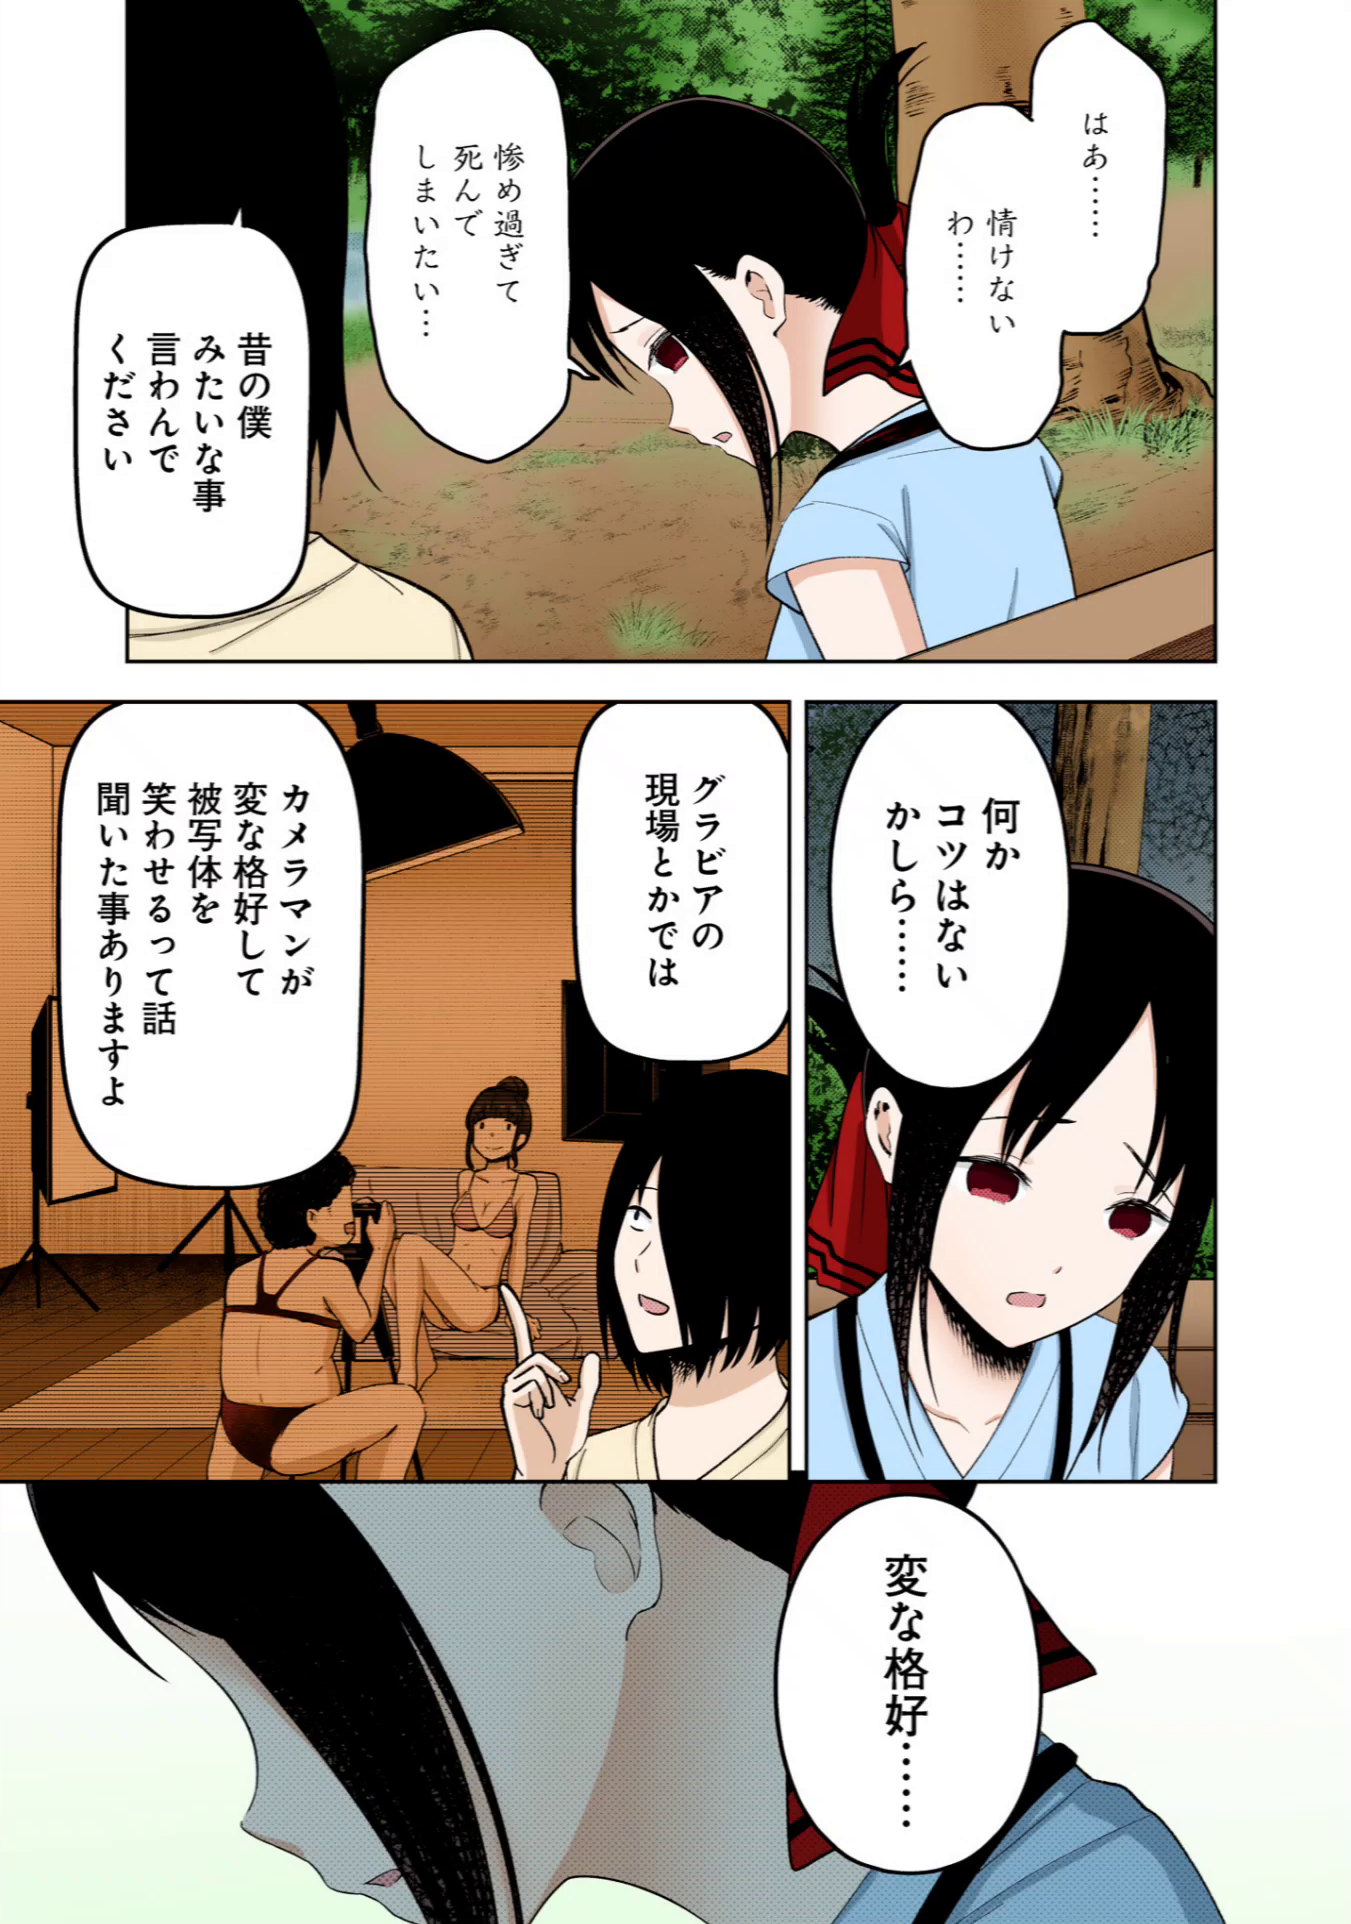 はあ……
情けない
わ……
惨め過ぎて
死んで
しまいたい…
昔の僕
みたいな事
言わんで
ください
何か
コツはない
かしら……
グラビアの
現場とかでは
カメラマンが
変な格好して
被写体を
笑わせるって話
聞いた事ありますよ
変な格好……